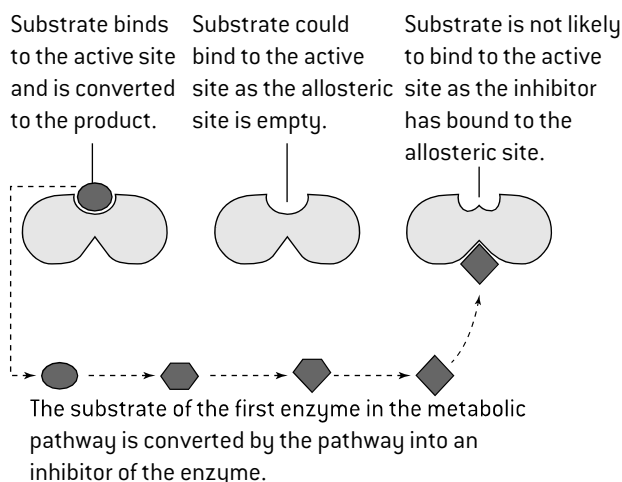 Substrate binds
to the active site
and is converted
to the product.
Substrate could
bind to the active
site as the allosteric
site is empty.
Substrate is not likely
to bind to the active
site as the inhibitor
has bound to the
allosteric site.
The substrate of the first enzyme in the metabolic
pathway is converted by the pathway into an
inhibitor of the enzyme.